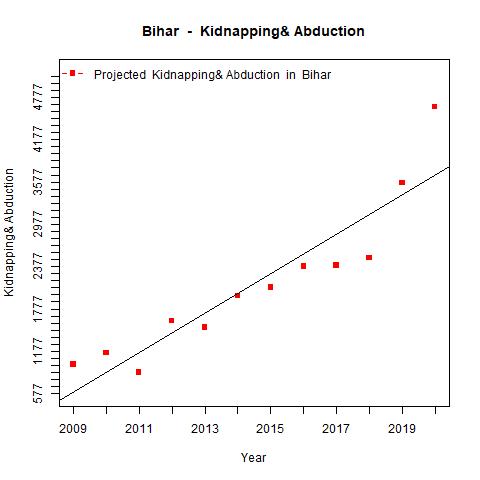 Bihar - Kidnapping& Abduction
Projected Kidnapping& Abduction in Bihar
Kidnapping& Abduction
4777
4177
3577
2977
2377
1777
1177
577
2009 2011 2013 2015 2017 2019
Year